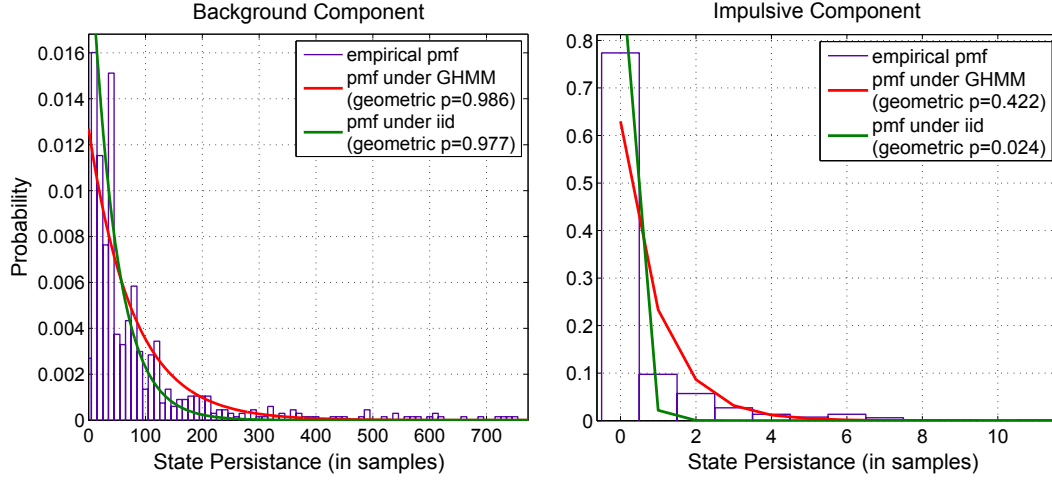 Background Component
0.016
0.014
0.012
0.01
0.008
0.006
0.004
0.002
0
Probability
empirical pmf
pmf under GHMM
(geometric p=0.986)
pmf under iid
(geometric p=0.977)
0 100 200 300 400 500 600 700
State Persistance (in samples)
Impulsive Component
0.8
0.7
0.6
0.5
0.4
0.3
0.2
0.1
0
empirical pmf
pmf under GHMM
(geometric p=0.422)
pmf under iid
(geometric p=0.024)
0 2 4 6 8 10
State Persistance (in samples)